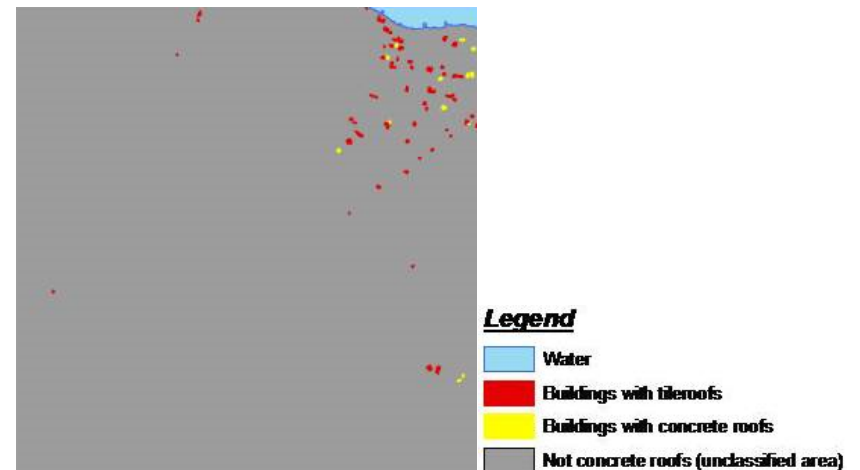 Legend
Water
Buildings with tileroofs
Buildings with concrete roofs
Not concrete roofs (unclassified area)